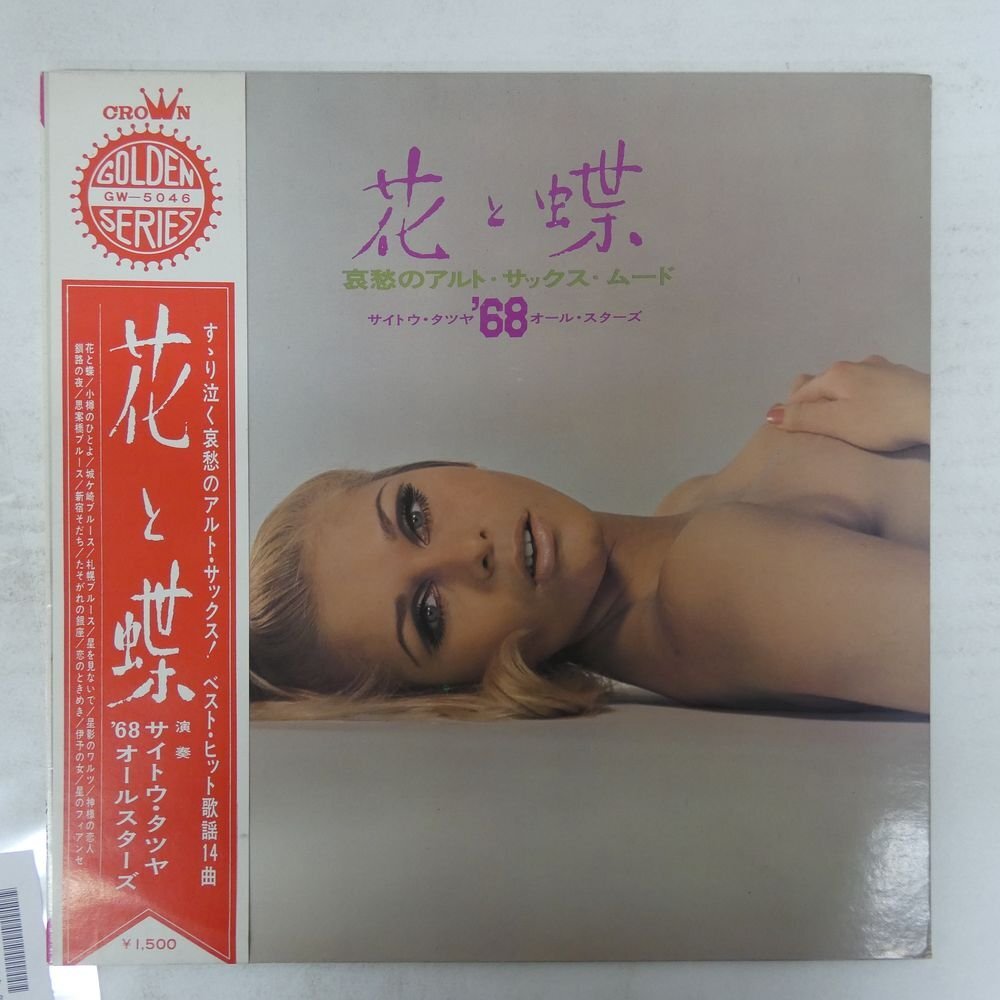 CROWN
GOLDEN
GW-5046
SERIES
すゝり泣く哀愁のアルト・サックス! ベスト・ヒット歌謡14曲
花と蝶
演奏
サイトウ・タツヤ
'68オールスターズ
花と蝶/小樽のひとよ/城ケ崎ブルース/札幌ブルース/星を見ないで/星影のワルツ/神様の恋人
釧路の夜/思案橋ブルース/新宿そだち/たそがれの銀座/恋のときめき/伊予の女/星のフィアンセ
¥1,500
花と蝶
哀愁のアルト・サックス・ムード
サイトウ・タツヤ'68オール・スターズ